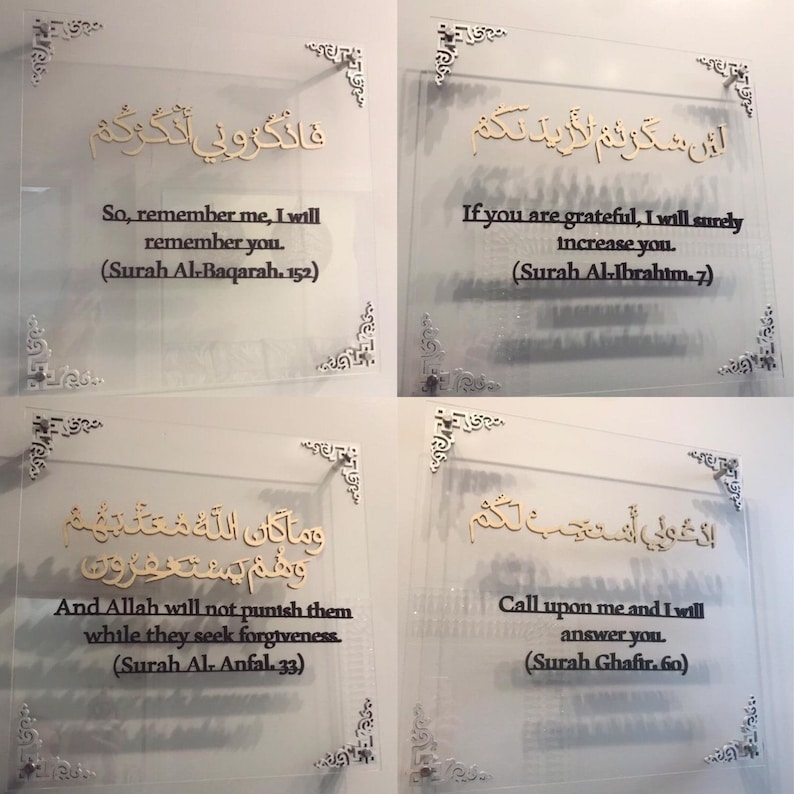 فَاذْكُرُونِي أَذْكُرْكُمْ
So, remember me, I will
remember you.
(Surah Al-Baqarah, 152)
لَئِن شَكَرْتُمْ لَأَزِيدَنَّكُمْ
If you are grateful, I will surely
increase you.
(Surah Al-Ibrahim, 7)
وَمَا كَانَ اللَّهُ مُعَذِّبَهُمْ
وَهُمْ يَسْتَغْفِرُونَ
And Allah will not punish them
while they seek forgiveness.
(Surah Al- Anfal, 33)
ادْعُونِي أَسْتَجِبْ لَكُمْ
Call upon me and I will
answer you.
(Surah Ghafir, 60)